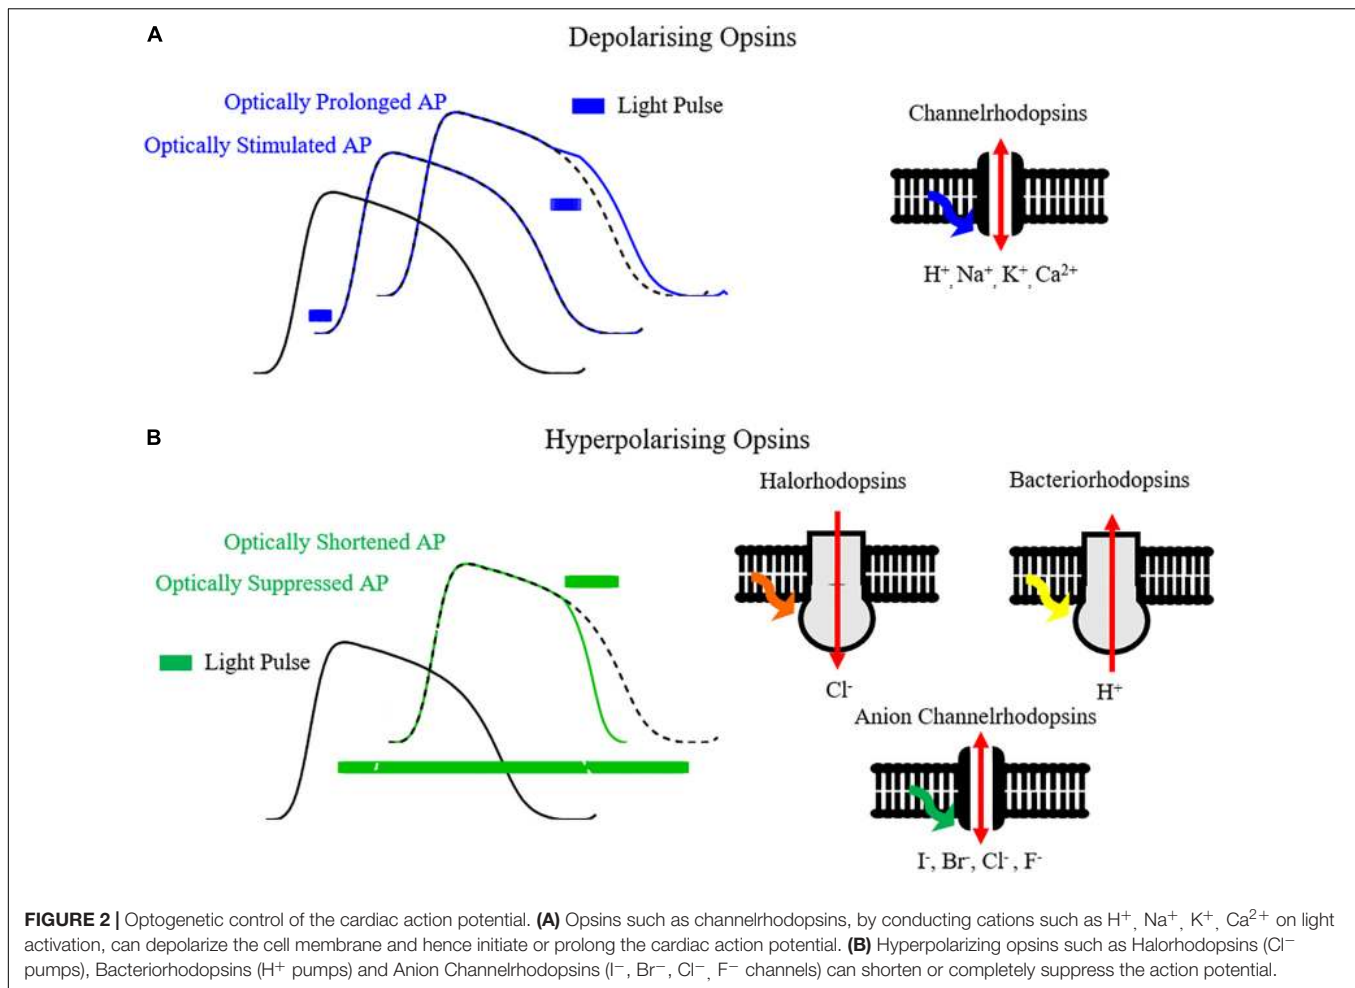 A
Depolarising Opsins
Optically Prolonged AP
Light Pulse
Optically Stimulated AP
Channelrhodopsins
H⁺, Na⁺, K⁺, Ca²⁺
B
Hyperpolarising Opsins
Halorhodopsins
Bacteriorhodopsins
Optically Shortened AP
Optically Suppressed AP
Light Pulse
Cl⁻
H⁺
Anion Channelrhodopsins
I⁻, Br⁻, Cl⁻, F⁻
FIGURE 2 | Optogenetic control of the cardiac action potential. (A) Opsins such as channelrhodopsins, by conducting cations such as H⁺, Na⁺, K⁺, Ca²⁺ on light
activation, can depolarize the cell membrane and hence initiate or prolong the cardiac action potential. (B) Hyperpolarizing opsins such as Halorhodopsins (Cl⁻
pumps), Bacteriorhodopsins (H⁺ pumps) and Anion Channelrhodopsins (I⁻, Br⁻, Cl⁻, F⁻ channels) can shorten or completely suppress the action potential.